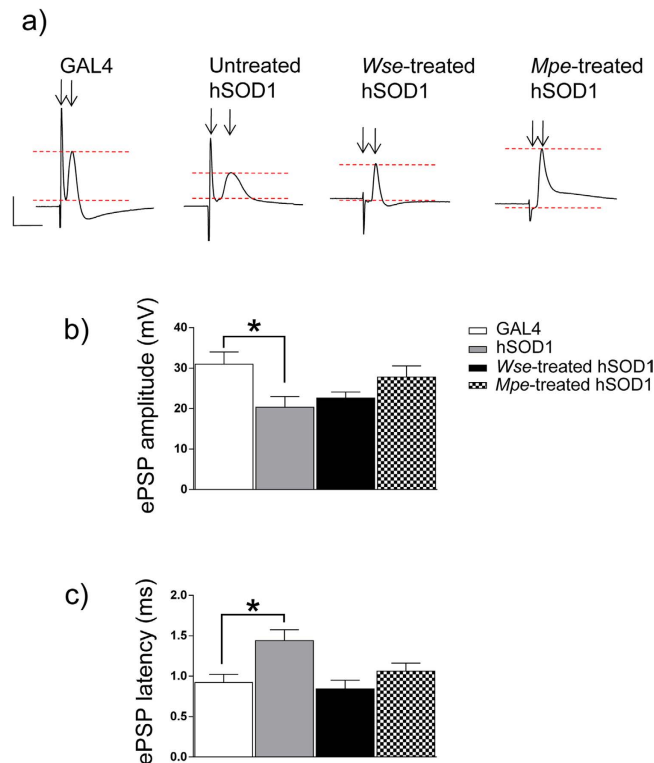 a)
GAL4
Untreated
hSOD1
Wse-treated
hSOD1
Mpe-treated
hSOD1
b)
ePSP amplitude (mV)
40
30
20
10
0
*
GAL4
hSOD1
Wse-treated hSOD1
Mpe-treated hSOD1
c)
ePSP latency (ms)
2.0
1.5
1.0
0.5
0.0
*